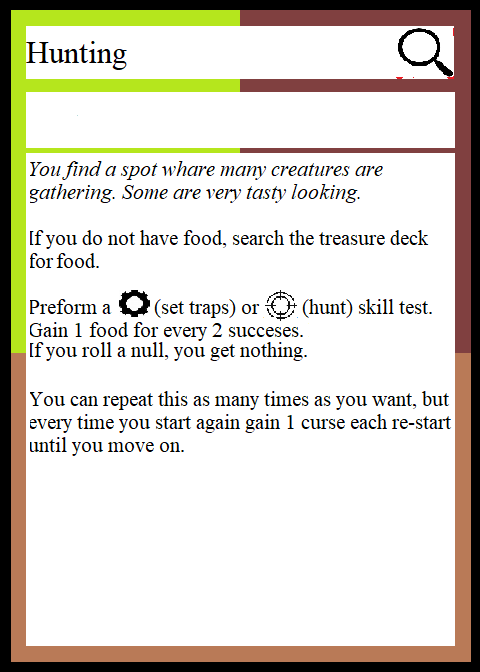 Hunting
You find a spot whare many creatures are
gathering. Some are very tasty looking.
If you do not have food, search the treasure deck
for food.
Preform a (set traps) or (hunt) skill test.
Gain 1 food for every 2 succeses.
If you roll a null, you get nothing.
You can repeat this as many times as you want, but
every time you start again gain 1 curse each re-start
until you move on.